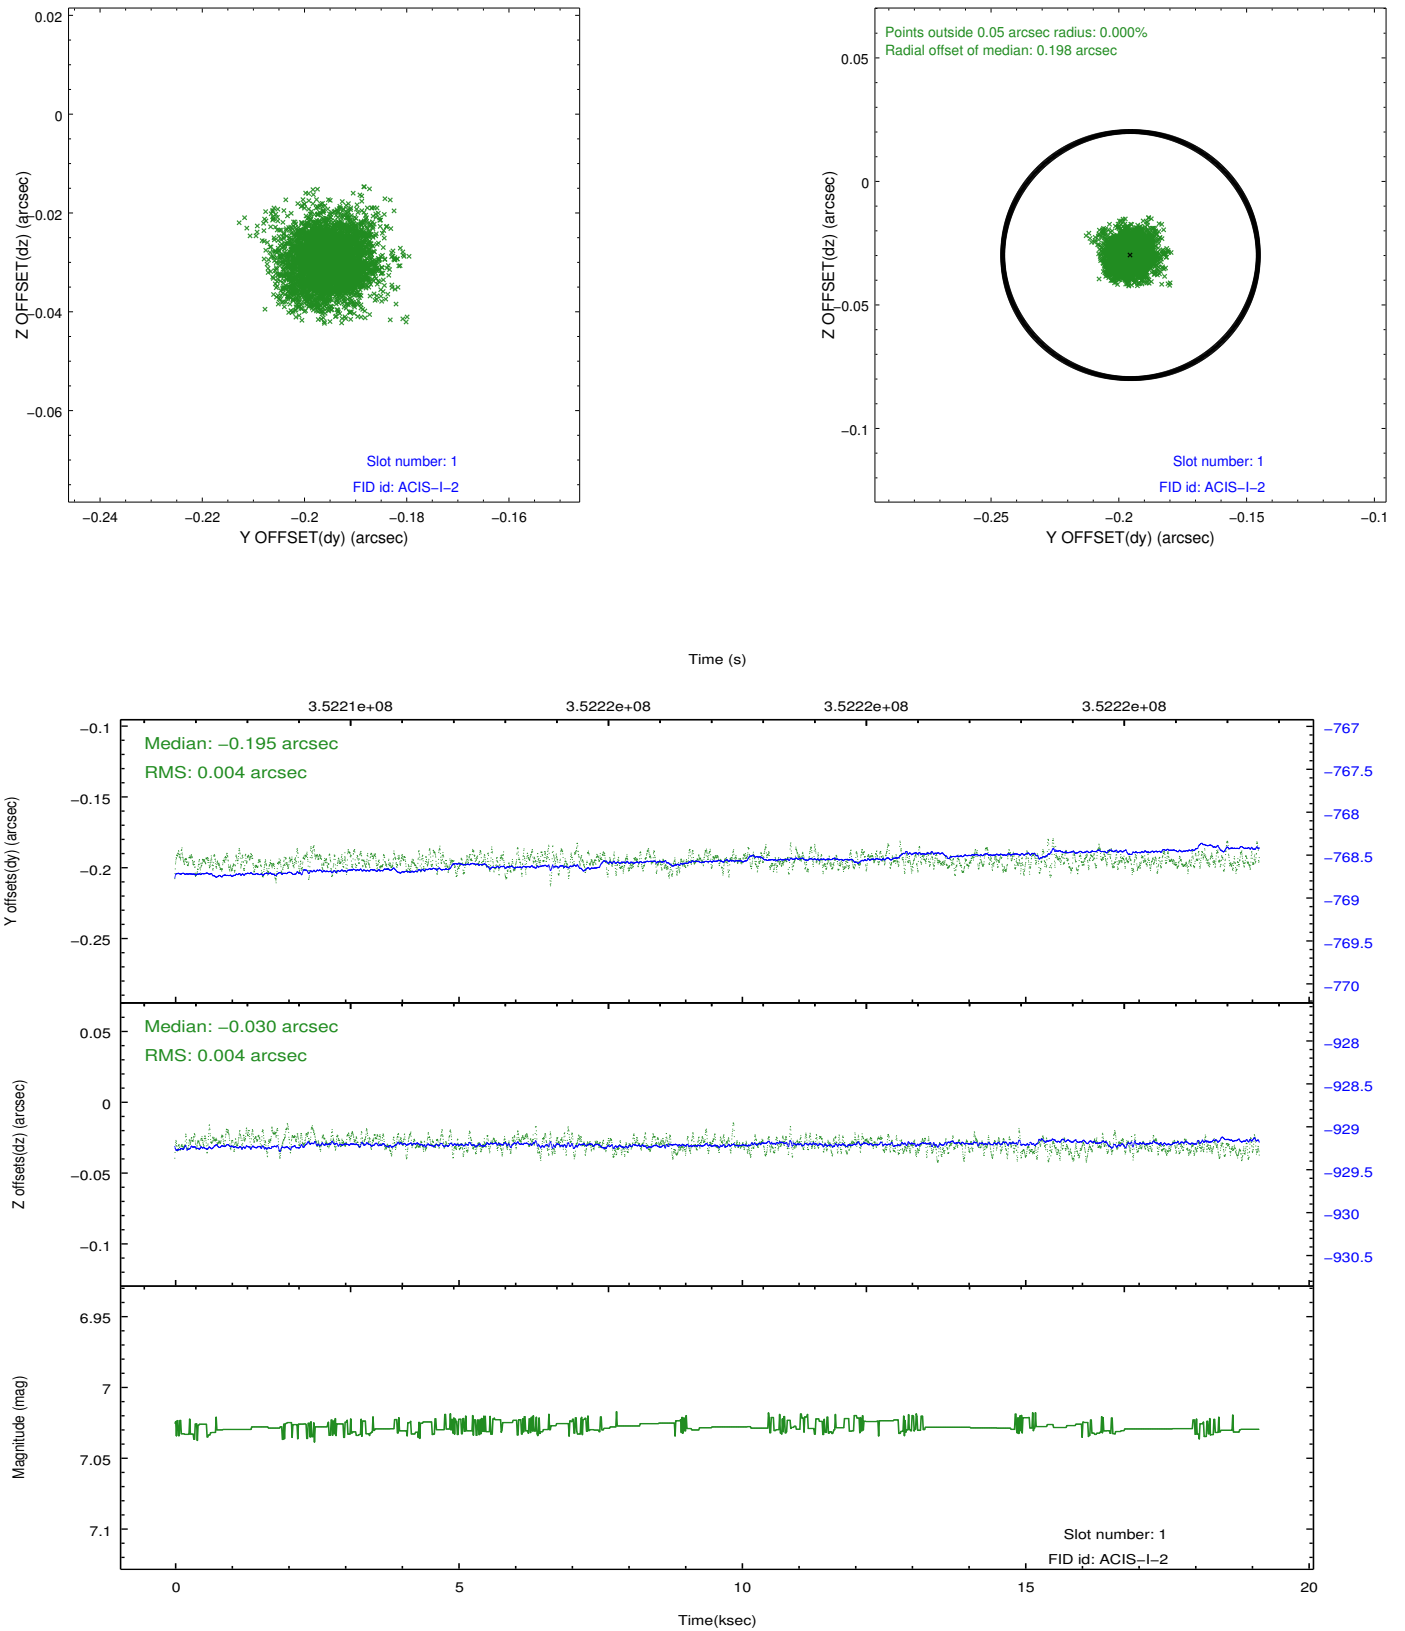 0.02
0
−0.02
−0.04
−0.06
Z OFFSET(dz) (arcsec)
Slot number: 1
FID id: ACIS−I−2
−0.24
−0.22
−0.2
−0.18
−0.16
Y OFFSET(dy) (arcsec)
Points outside 0.05 arcsec radius: 0.000%
Radial offset of median: 0.198 arcsec
0.05
0
−0.05
−0.1
Z OFFSET(dz) (arcsec)
Slot number: 1
FID id: ACIS−I−2
−0.25
−0.2
−0.15
−0.1
Y OFFSET(dy) (arcsec)
Time (s)
3.5221e+08
3.5222e+08
3.5222e+08
3.5222e+08
Median: −0.195 arcsec
RMS: 0.004 arcsec
−0.1
−0.15
−0.2
−0.25
Y offsets(dy) (arcsec)
−767
−767.5
−768
−768.5
−769
−769.5
−770
Median: −0.030 arcsec
RMS: 0.004 arcsec
0.05
0
−0.05
−0.1
Z offsets(dz) (arcsec)
−928
−928.5
−929
−929.5
−930
−930.5
6.95
7
7.05
7.1
Magnitude (mag)
Slot number: 1
FID id: ACIS−I−2
0
5
10
15
20
Time(ksec)